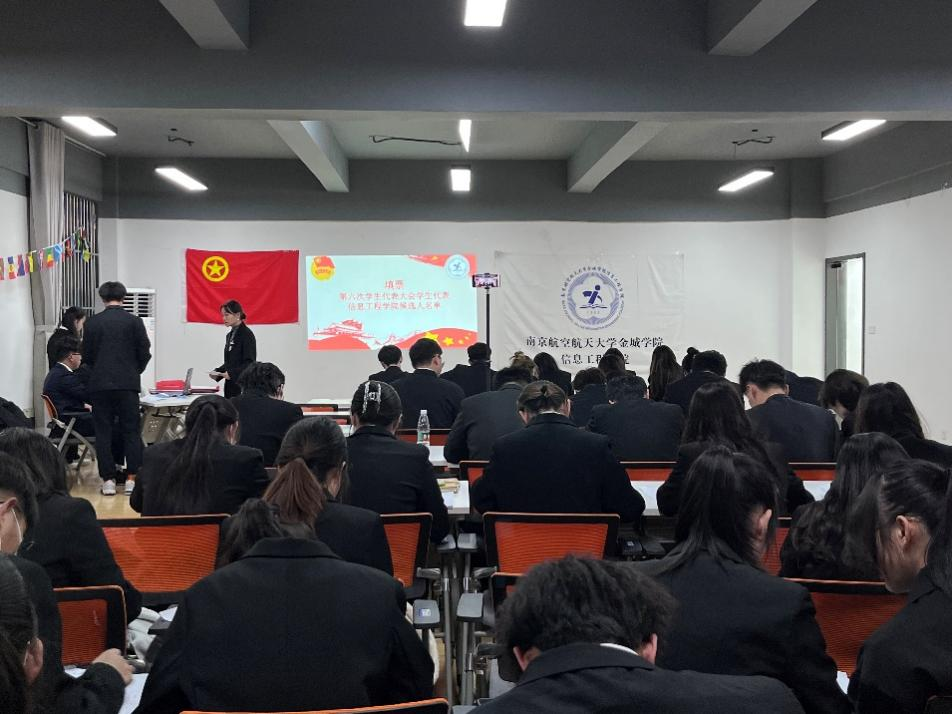 填票
第六次学生代表大会学生代表
信息工程学院候选人名单
南京航空航天大学金城学院
信息工程学院